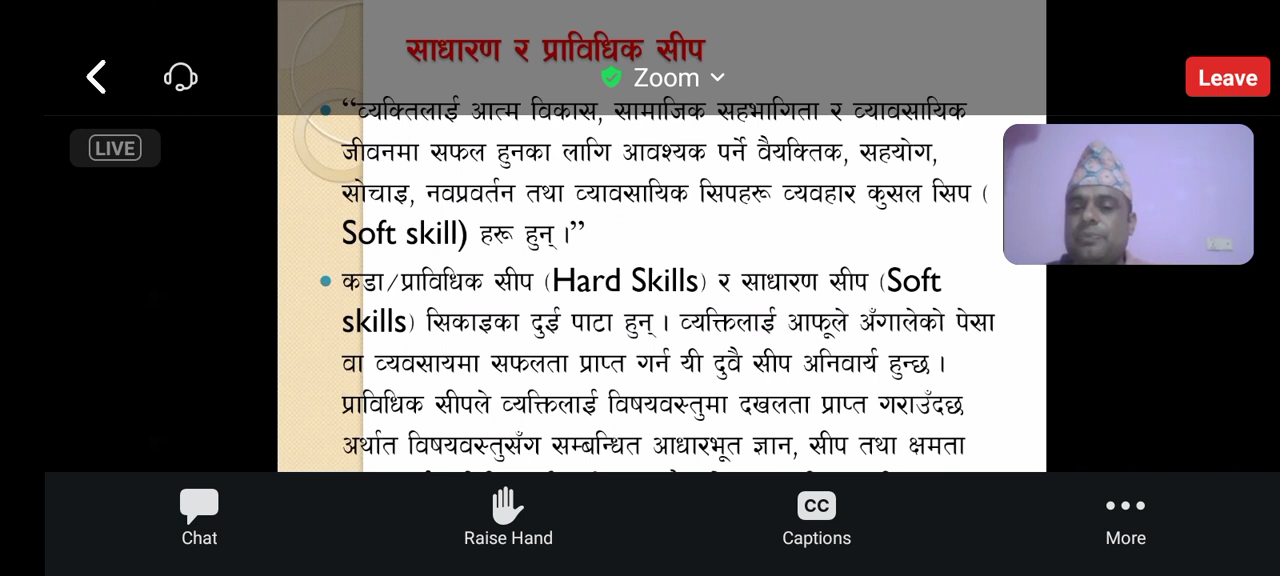 साधारण र प्राविधिक सीप
Zoom
Leave
LIVE
“व्यक्तिलाई आत्म विकास, सामाजिक सहभागिता र व्यावसायिक
जीवनमा सफल हुनका लागि आवश्यक पर्ने वैयक्तिक, सहयोग,
सोचाइ, नवप्रवर्तन तथा व्यावसायिक सिपहरू व्यवहार कुसल सिप (
Soft skill) हरू हुन् ।”
कडा/प्राविधिक सीप (Hard Skills) र साधारण सीप (Soft
skills) सिकाइका दुई पाटा हुन् । व्यक्तिलाई आफूले अँगालेको पेसा
वा व्यवसायमा सफलता प्राप्त गर्न यी दुवै सीप अनिवार्य हुन्छ ।
प्राविधिक सीपले व्यक्तिलाई विषयवस्तुमा दखलता प्राप्त गराउँदछ
अर्थात विषयवस्तुसँग सम्बन्धित आधारभूत ज्ञान, सीप तथा क्षमता
Chat
Raise Hand
CC
Captions
More